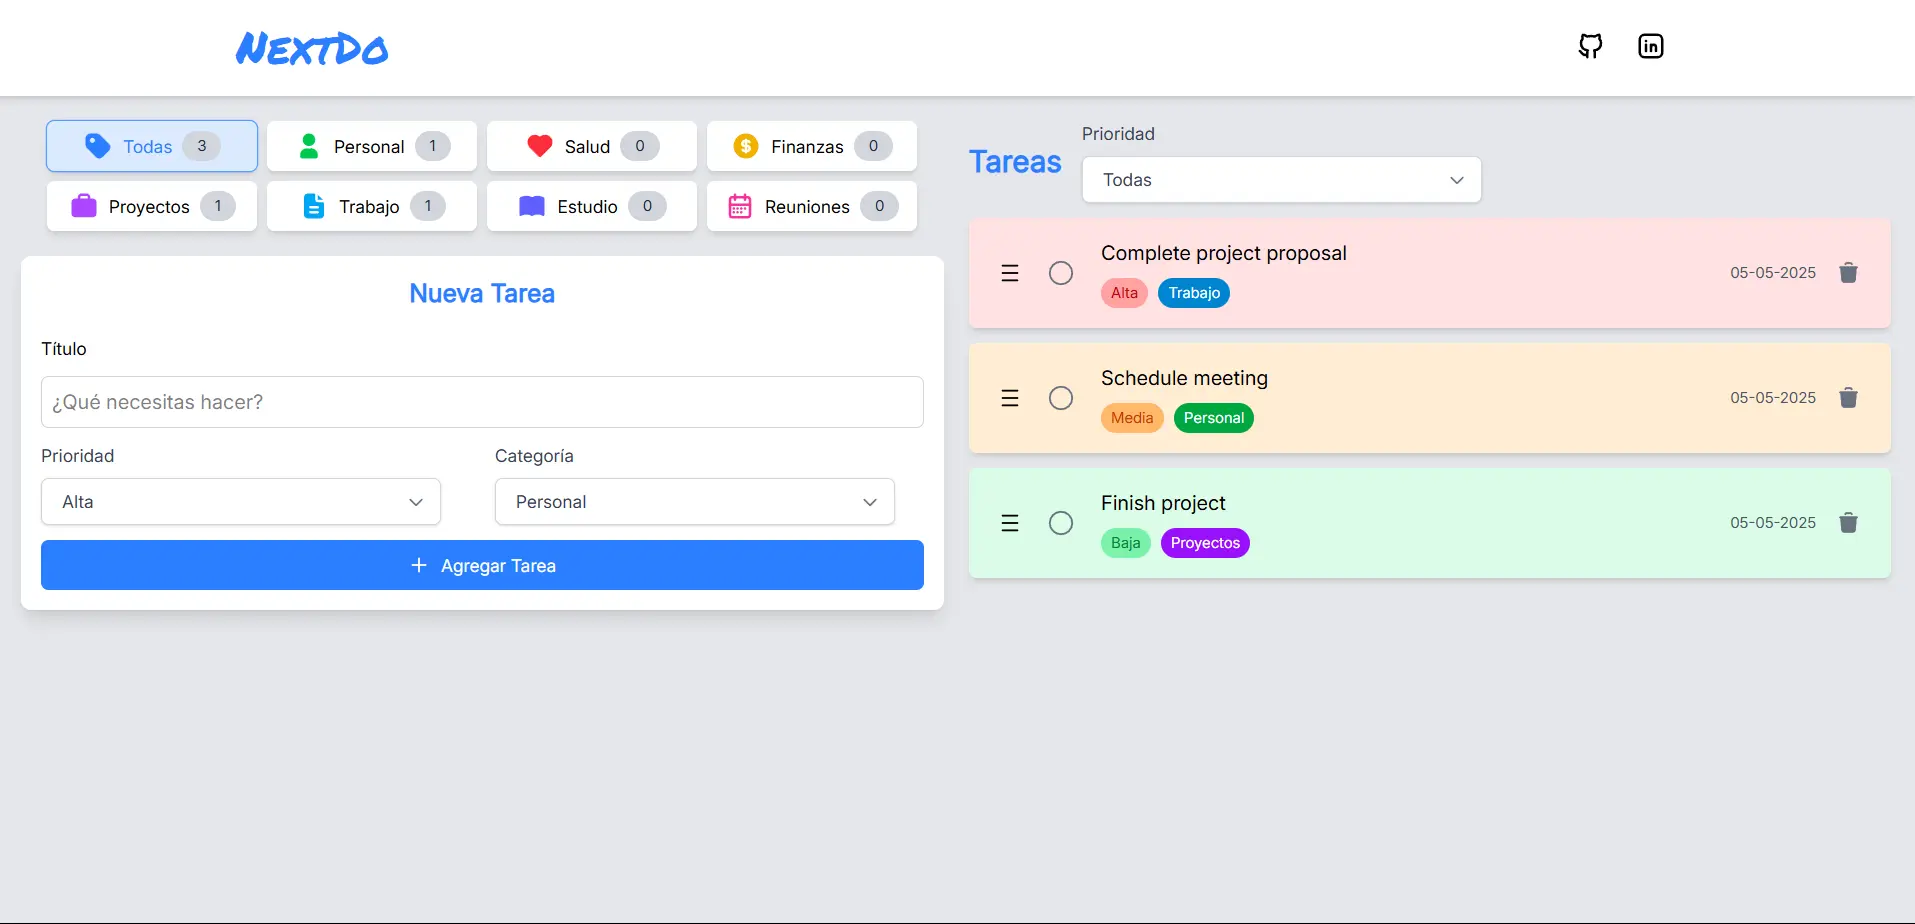 NextDo
Todas 3
Personal 1
Salud 0
Finanzas 0
Proyectos 1
Trabajo 1
Estudio 0
Reuniones 0
Nueva Tarea
Título
¿Qué necesitas hacer?
Prioridad
Categoría
Alta
Personal
Agregar Tarea
Tareas
Prioridad
Todas
Complete project proposal
Alta Trabajo
05-05-2025
Schedule meeting
Media Personal
05-05-2025
Finish project
Baja Proyectos
05-05-2025